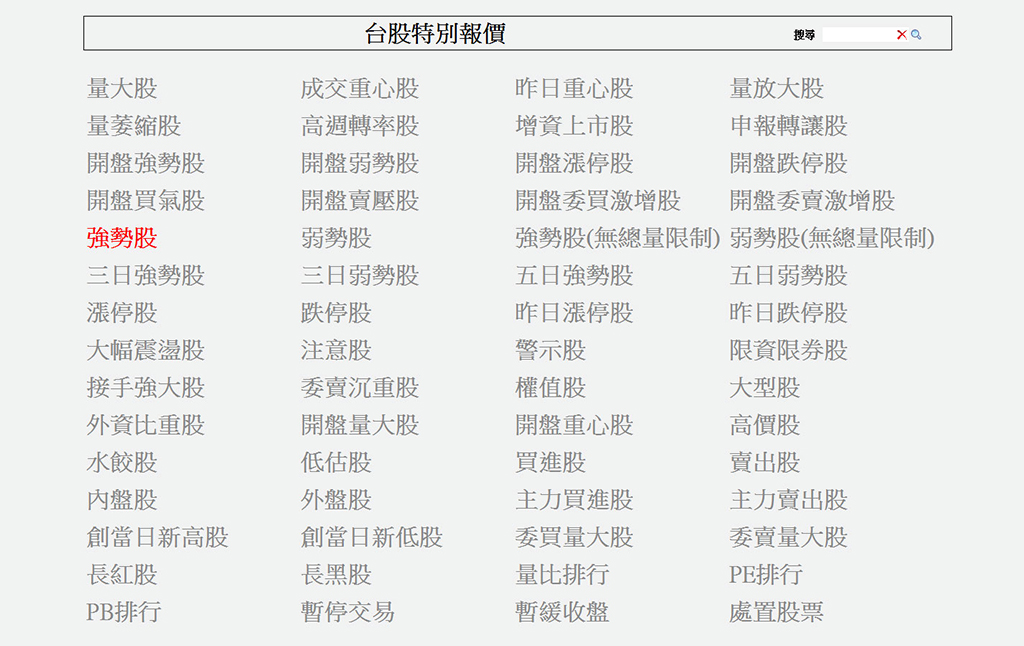 台股特別報價 搜尋
量大股 成交重心股 昨日重心股 量放大股
量萎縮股 高週轉率股 增資上市股 申報轉讓股
開盤強勢股 開盤弱勢股 開盤漲停股 開盤跌停股
開盤買氣股 開盤賣壓股 開盤委買激增股 開盤委賣激增股
強勢股 弱勢股 強勢股(無總量限制) 弱勢股(無總量限制)
三日強勢股 三日弱勢股 五日強勢股 五日弱勢股
漲停股 跌停股 昨日漲停股 昨日跌停股
大幅震盪股 注意股 警示股 限資限券股
接手強大股 委賣沉重股 權值股 大型股
外資比重股 開盤量大股 開盤重心股 高價股
水餃股 低估股 買進股 賣出股
內盤股 外盤股 主力買進股 主力賣出股
創當日新高股 創當日新低股 委買量大股 委賣量大股
長紅股 長黑股 量比排行 PE排行
PB排行 暫停交易 暫緩收盤 處置股票